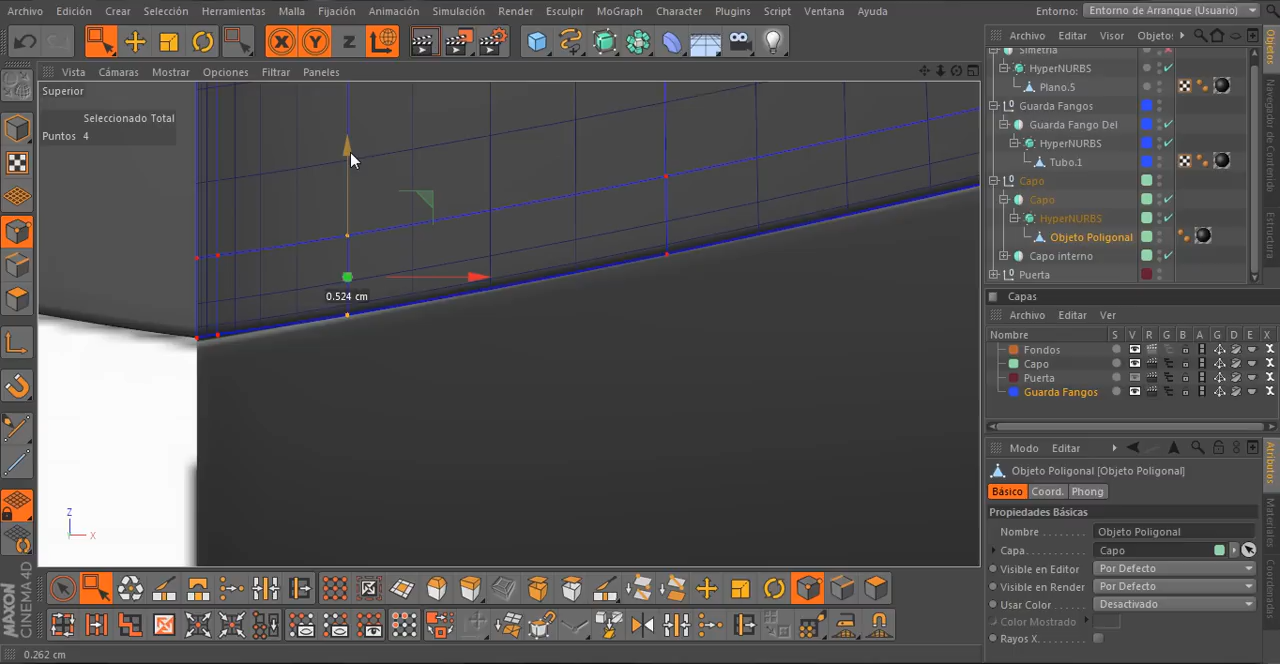 Archivo Edición Crear Selección Herramientas Malla Fijación Animación Simulación Render Esculpir MoGraph Character Plugins Script Ventana Ayuda Entorno: Entorno de Arranque (Usuario)
X Y Z
Vista Cámaras Mostrar Opciones Filtrar Paneles
Superior
Seleccionado Total
Puntos 4
0.524 cm
Z
X
0.262 cm
MAXON CINEMA 4D
Archivo Editar Visor Objeto:
Simetría
HyperNURBS
Plano.5
Guarda Fangos
Guarda Fango Del
HyperNURBS
Tubo.1
Capo
Capo
HyperNURBS
Objeto Poligonal
Capo interno
Puerta
Capas
Archivo Editar Ver
Nombre S V R M L A G D E X
Fondos
Capo
Puerta
Guarda Fangos
Modo Editar
Objeto Poligonal [Objeto Poligonal]
Básico Coord. Phong
Propiedades Básicas
Nombre Objeto Poligonal
Capa Capo
Visible en Editor Por Defecto
Visible en Render Por Defecto
Usar Color Desactivado
Color Mostrado
Rayos X
Objetos
Navegador de Contenido
Atributos
Materiales
Coordenadas